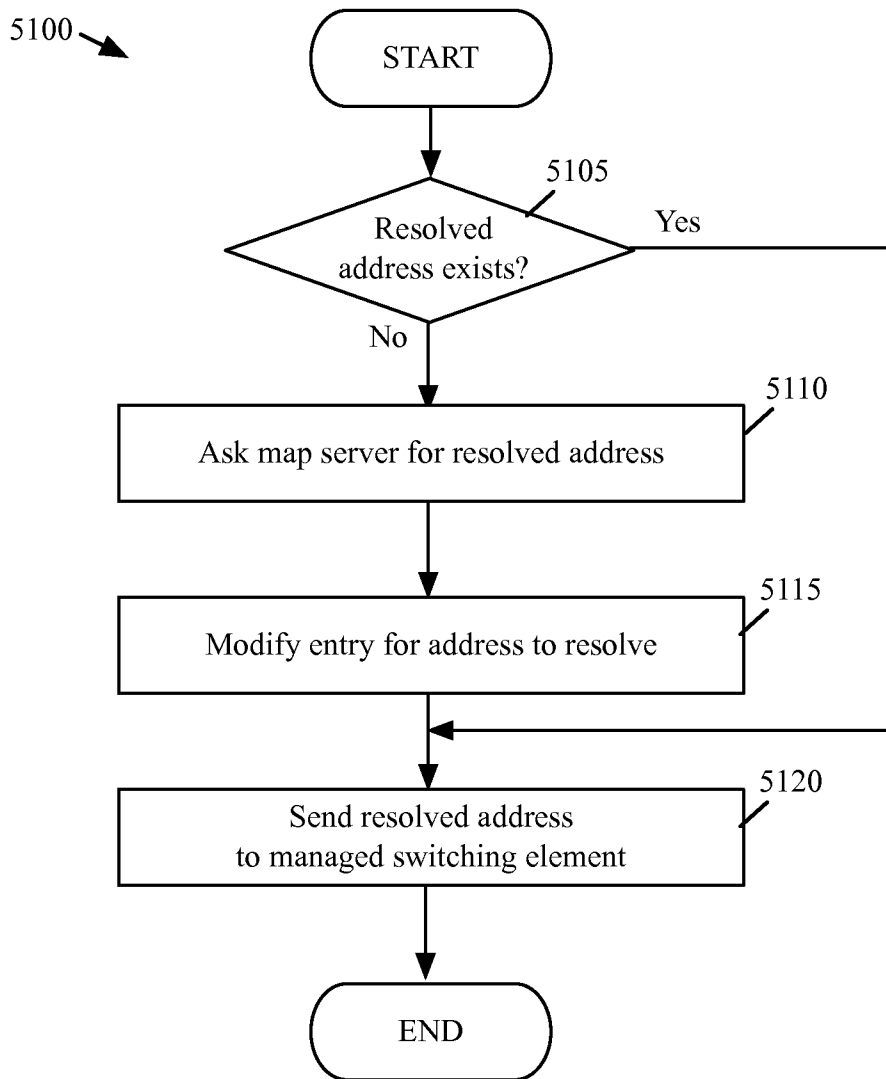 5100
START
5105
Resolved
address exists?
Yes
No
5110
Ask map server for resolved address
5115
Modify entry for address to resolve
5120
Send resolved address
to managed switching element
END